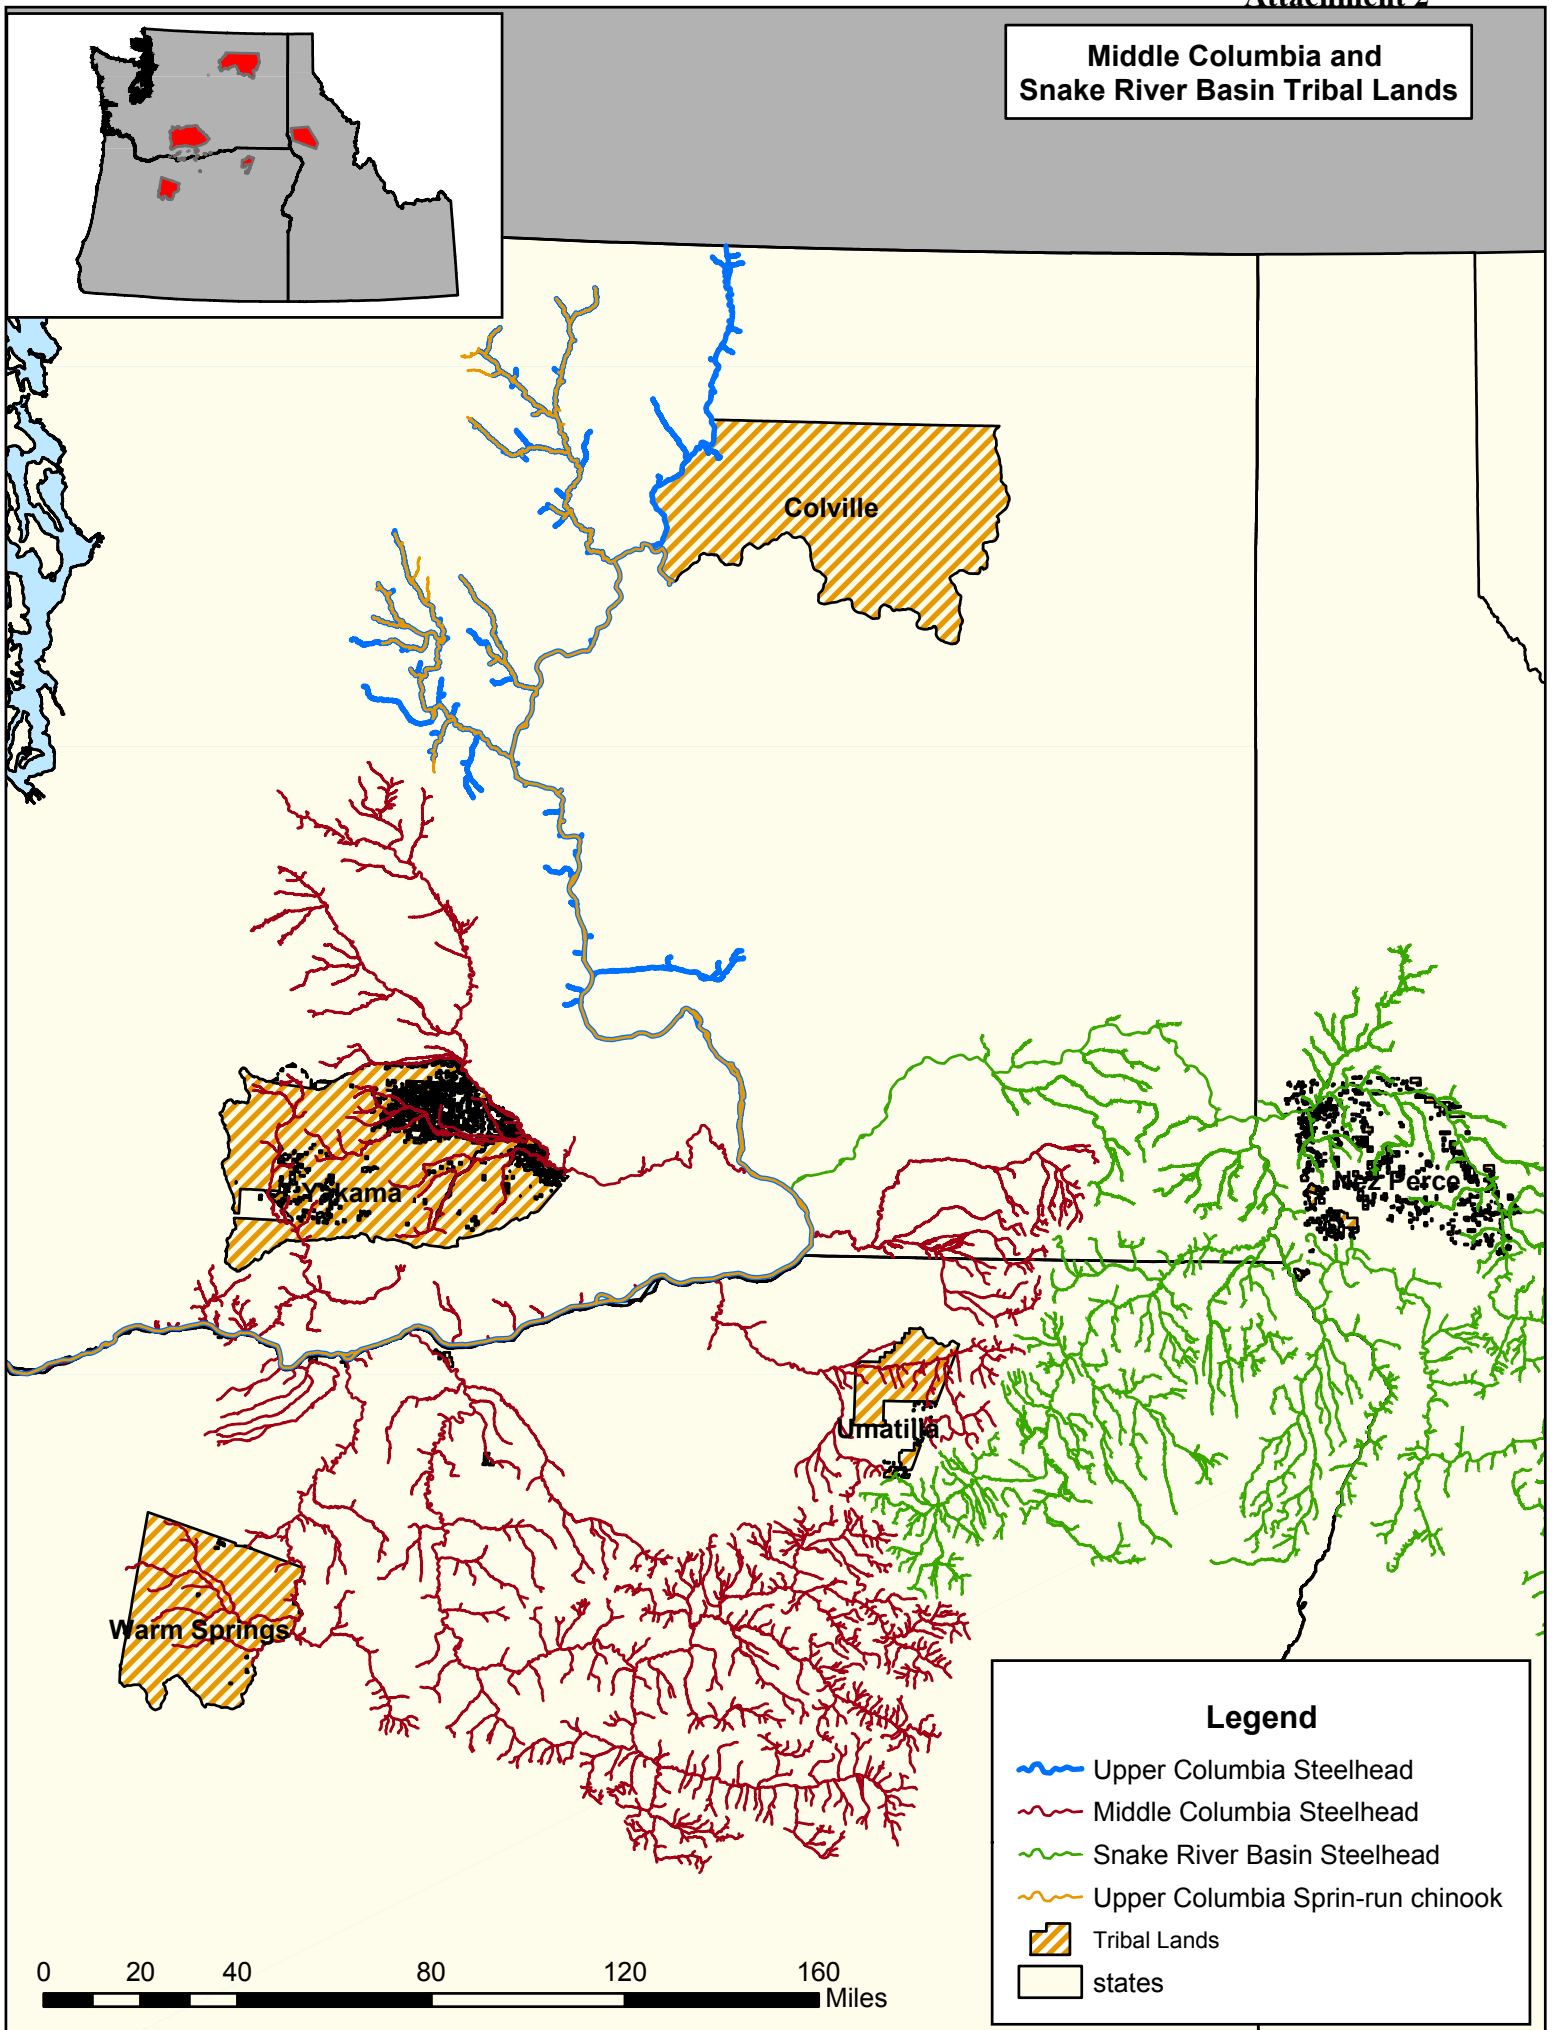 Attachment 2
Middle Columbia and
Snake River Basin Tribal Lands
Colville
Yakama
Nez Perce
Umatilla
Warm Springs
Legend
Upper Columbia Steelhead
Middle Columbia Steelhead
Snake River Basin Steelhead
Upper Columbia Sprin-run chinook
Tribal Lands
states
0 20 40 80 120 160
Miles